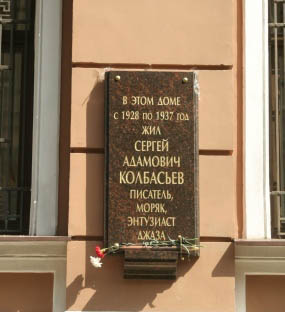 В ЭТОМ ДОМЕ
С 1928 ПО 1937 ГОД
ЖИЛ
СЕРГЕЙ
АДАМОВИЧ
КОЛБАСЬЕВ
ПИСАТЕЛЬ,
МОРЯК,
ЭНТУЗИАСТ
ДЖАЗА